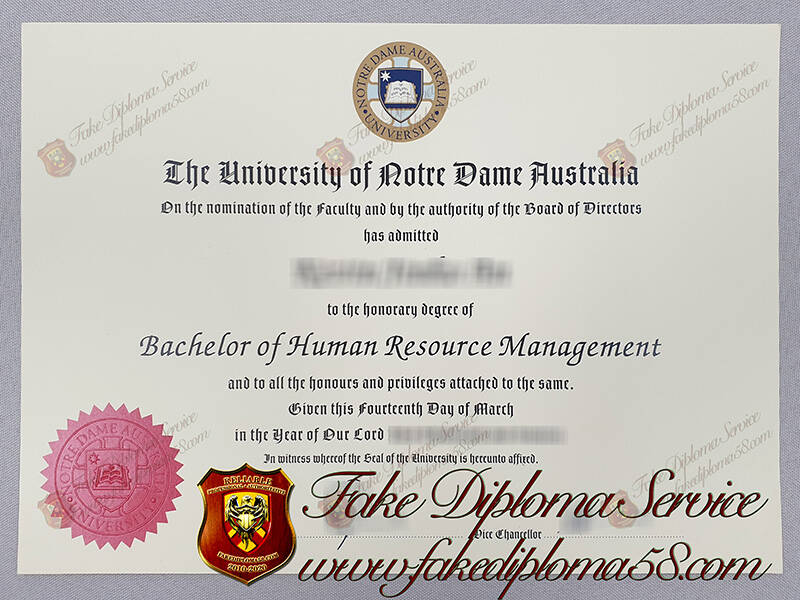 NOTRE DAME AUSTRALIA
UNIVERSITY
Fake Diploma Service
www.fakediploma58.com
Fake Diploma Service
www.fakediploma58.com
Fake Diploma Service
www.fakediploma58.com
The University of Notre Dame Australia
On the nomination of the Faculty and by the authority of the Board of Directors
has admitted
to the honorary degree of
Bachelor of Human Resource Management
and to all the honours and privileges attached to the same.
Given this Fourteenth Day of March
in the Year of Our Lord
In witness whereof the Seal of the University is hereunto affixed.
NOTRE DAME AUSTRALIA
UNIVERSITY
RELIABLE
FAKEDIPLOMA58.COM
2010-2020
Fake Diploma Service
Vice Chancellor
www.fakediploma58.com